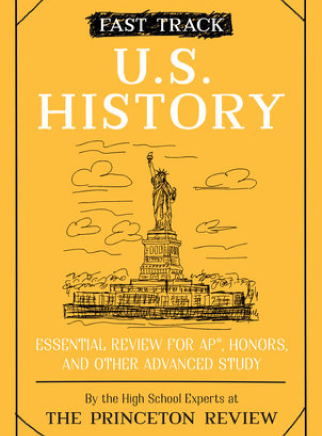 FAST TRACK
U.S.
HISTORY
ESSENTIAL REVIEW FOR AP®, HONORS,
AND OTHER ADVANCED STUDY
By the High School Experts at
THE PRINCETON REVIEW